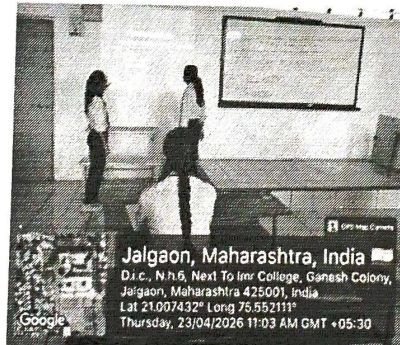 GPS Map Camera
Jalgaon, Maharashtra, India
D.i.c., N.h.6, Next To Imr College, Ganesh Colony,
Jalgaon, Maharashtra 425001, India
Lat 21.007432° Long 75.552111°
Thursday, 23/04/2026 11:03 AM GMT +05:30
Google